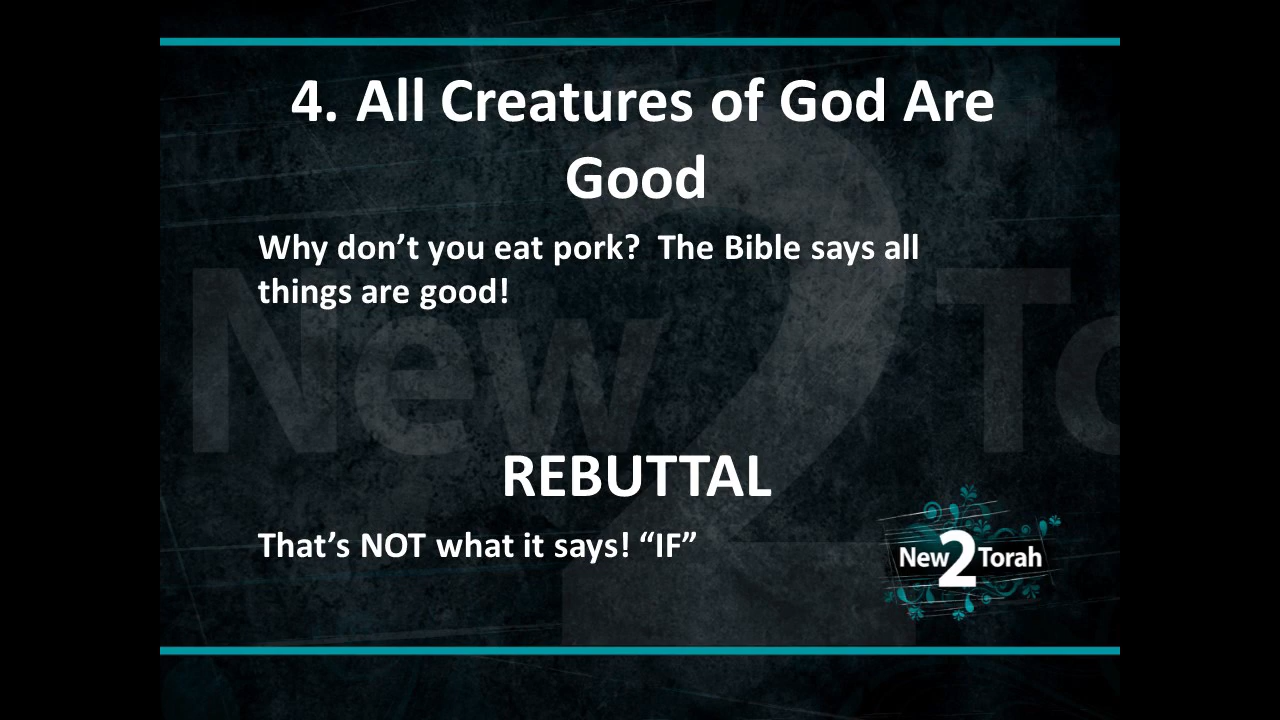 4. All Creatures of God Are
Good
Why don’t you eat pork?  The Bible says all
things are good!
New2To
REBUTTAL
That’s NOT what it says! “IF”
New2Torah